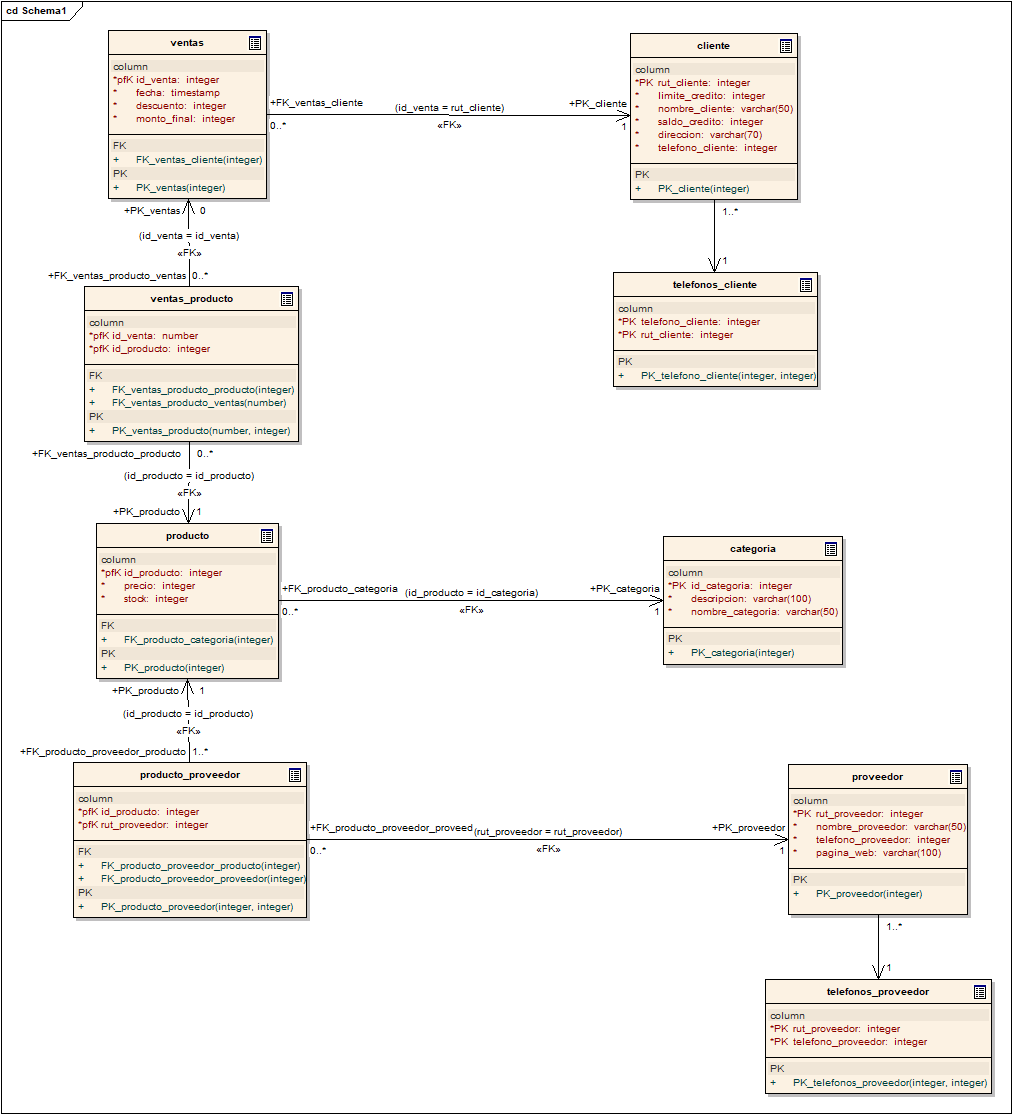 cd Schema1
ventas
column
*pfK id_venta: integer
* fecha: timestamp
* descuento: integer
* monto_final: integer
FK
+ FK_ventas_cliente(integer)
PK
+ PK_ventas(integer)
+FK_ventas_cliente
(id_venta = rut_cliente)
+PK_cliente
0..*
«FK»
1
cliente
column
*PK rut_cliente: integer
* limite_credito: integer
* nombre_cliente: varchar(50)
* saldo_credito: integer
* direccion: varchar(70)
* telefono_cliente: integer
PK
+ PK_cliente(integer)
1..*
1
telefonos_cliente
column
*PK telefono_cliente: integer
*PK rut_cliente: integer
PK
+ PK_telefono_cliente(integer, integer)
+PK_ventas 0
(id_venta = id_venta)
«FK»
+FK_ventas_producto_ventas 0..*
ventas_producto
column
*pfK id_venta: number
*pfK id_producto: integer
FK
+ FK_ventas_producto_producto(integer)
+ FK_ventas_producto_ventas(number)
PK
+ PK_ventas_producto(number, integer)
+FK_ventas_producto_producto 0..*
(id_producto = id_producto)
«FK»
+PK_producto 1
producto
column
*pfK id_producto: integer
* precio: integer
* stock: integer
FK
+ FK_producto_categoria(integer)
PK
+ PK_producto(integer)
+FK_producto_categoria
(id_producto = id_categoria)
+PK_categoria
0..*
«FK»
1
categoria
column
*PK id_categoria: integer
* descripcion: varchar(100)
* nombre_categoria: varchar(50)
PK
+ PK_categoria(integer)
+PK_producto 1
(id_producto = id_producto)
«FK»
+FK_producto_proveedor_producto 1..*
producto_proveedor
column
*pfK id_producto: integer
*pfK rut_proveedor: integer
FK
+ FK_producto_proveedor_producto(integer)
+ FK_producto_proveedor_proveedor(integer)
PK
+ PK_producto_proveedor(integer, integer)
+FK_producto_proveedor_proveed
(rut_proveedor = rut_proveedor)
+PK_proveedor
0..*
«FK»
1
proveedor
column
*PK rut_proveedor: integer
* nombre_proveedor: varchar(50)
* telefono_proveedor: integer
* pagina_web: varchar(100)
PK
+ PK_proveedor(integer)
1..*
1
telefonos_proveedor
column
*PK rut_proveedor: integer
*PK telefono_proveedor: integer
PK
+ PK_telefonos_proveedor(integer, integer)